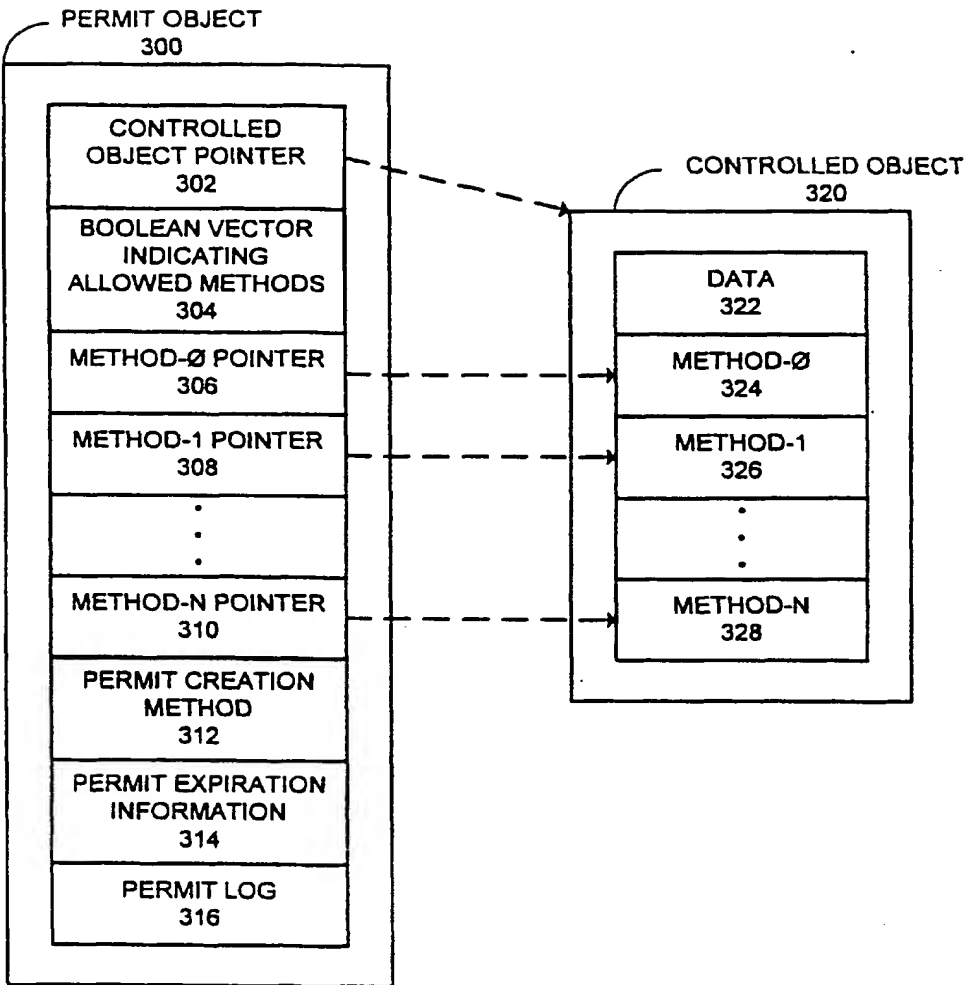 PERMIT OBJECT
300
CONTROLLED
OBJECT POINTER
302
BOOLEAN VECTOR
INDICATING
ALLOWED METHODS
304
METHOD-Ø POINTER
306
METHOD-1 POINTER
308
METHOD-N POINTER
310
PERMIT CREATION
METHOD
312
PERMIT EXPIRATION
INFORMATION
314
PERMIT LOG
316
CONTROLLED OBJECT
320
DATA
322
METHOD-Ø
324
METHOD-1
326
METHOD-N
328